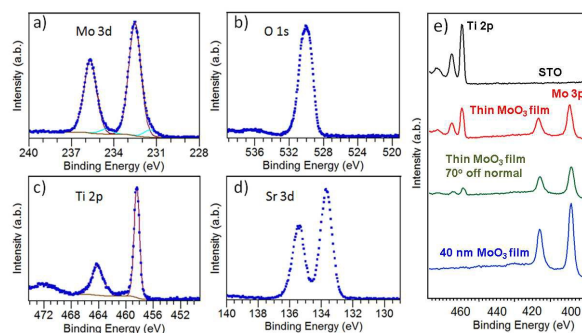 a)
Mo 3d
Intensity (a.b.)
240 236 232 228
Binding Energy (eV)
b)
O 1s
Intensity (a.b.)
536 532 528 524 520
Binding Energy (eV)
c)
Ti 2p
Intensity (a.b.)
472 468 464 460 456 452
Binding Energy (eV)
d)
Sr 3d
Intensity (a.b.)
140 138 136 134 132 130
Binding Energy (eV)
e)
Ti 2p
STO
Mo 3p
Thin MoO₃ film
Thin MoO₃ film
70° off normal
40 nm MoO₃ film
Intensity (a.b.)
460 440 420 400
Binding Energy (eV)